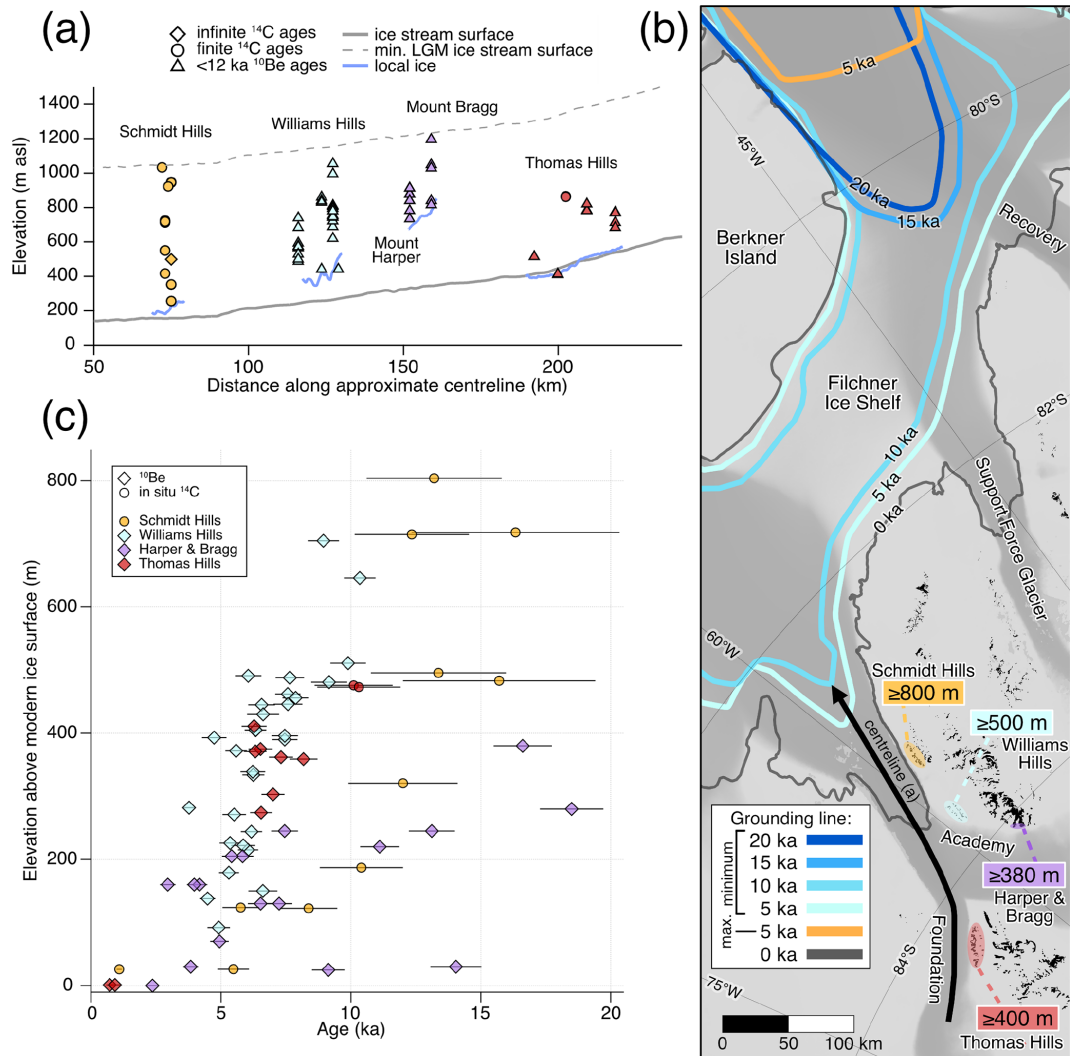 (a)
infinite ¹⁴C ages
finite ¹⁴C ages
<12 ka ¹⁰Be ages
ice stream surface
min. LGM ice stream surface
local ice
Elevation (m asl)
1400
1200
1000
800
600
400
200
0
Schmidt Hills
Williams Hills
Mount Bragg
Mount
Harper
Thomas Hills
50
100
150
200
Distance along approximate centreline (km)
(b)
5 ka
80°S
45°W
20 ka
15 ka
Recovery
Berkner
Island
Filchner
Ice Shelf
82°S
10 ka
5 ka
0 ka
Support Force Glacier
60°W
Schmidt Hills
≥800 m
centreline (a)
≥500 m
Williams
Hills
Academy
≥380 m
Harper &
Bragg
Foundation
84°S
75°W
≥400 m
Thomas Hills
Grounding line:
minimum
20 ka
15 ka
10 ka
5 ka
max.
5 ka
0 ka
0
50
100 km
(c)
¹⁰Be
in situ ¹⁴C
Schmidt Hills
Williams Hills
Harper & Bragg
Thomas Hills
Elevation above modern ice surface (m)
800
600
400
200
0
0
5
10
15
20
Age (ka)